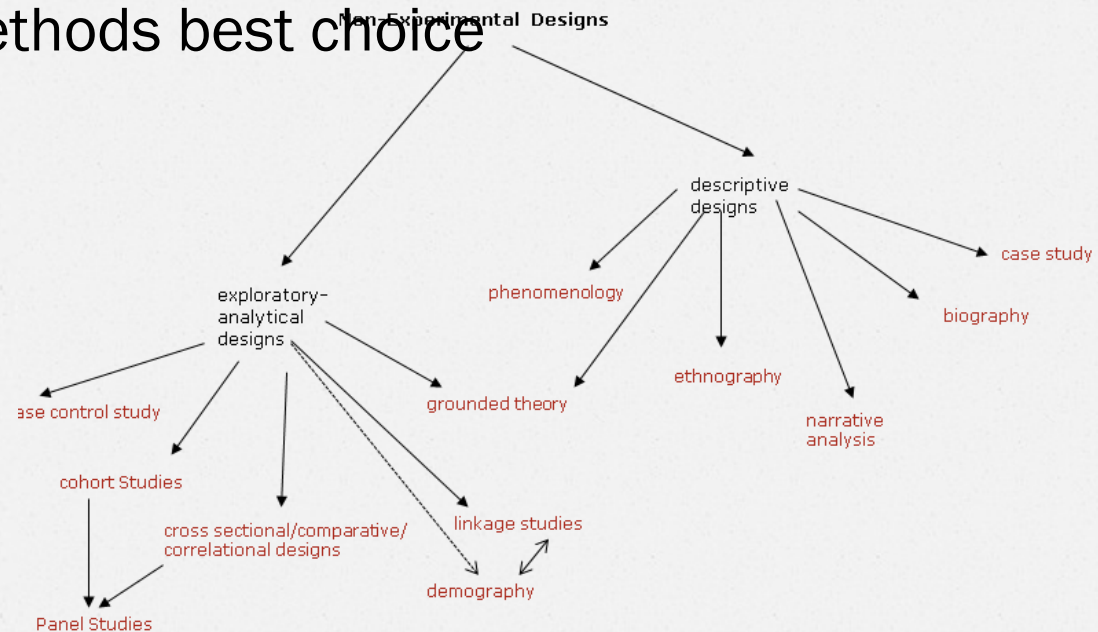 Non-Experimental Designs
ethods best choice
descriptive
designs
case study
phenomenology
exploratory-
analytical
designs
biography
ethnography
grounded theory
ase control study
narrative
analysis
cohort Studies
linkage studies
cross sectional/comparative/
correlational designs
demography
Panel Studies